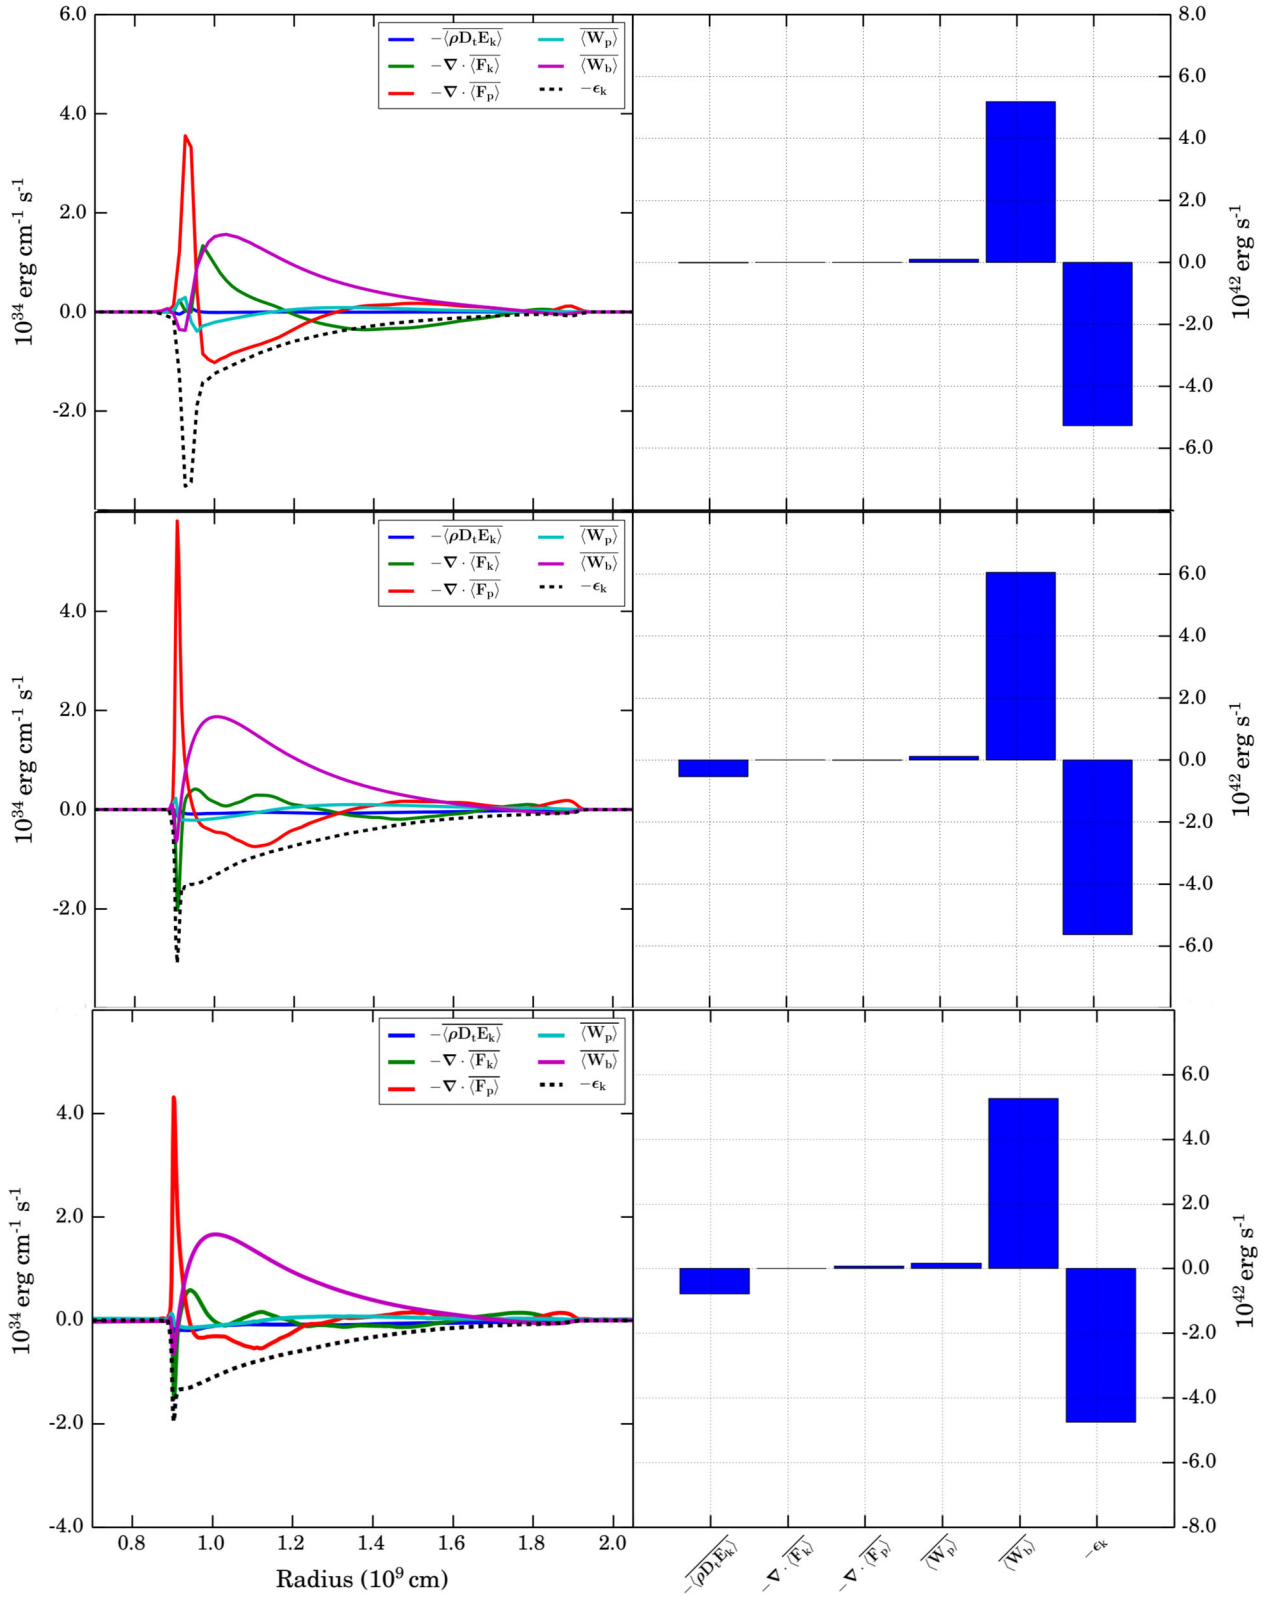 6.0
4.0
2.0
0.0
-2.0
10³⁴ erg cm⁻¹ s⁻¹
−⟨ρDₜEₖ⟩
−∇ · ⟨Fₖ⟩
−∇ · ⟨Fₚ⟩
⟨Wₚ⟩
⟨W_b⟩
−ϵₖ
8.0
6.0
4.0
2.0
0.0
-2.0
-4.0
-6.0
10⁴² erg s⁻¹
4.0
2.0
0.0
-2.0
10³⁴ erg cm⁻¹ s⁻¹
−⟨ρDₜEₖ⟩
−∇ · ⟨Fₖ⟩
−∇ · ⟨Fₚ⟩
⟨Wₚ⟩
⟨W_b⟩
−ϵₖ
6.0
4.0
2.0
0.0
-2.0
-4.0
-6.0
10⁴² erg s⁻¹
4.0
2.0
0.0
-2.0
-4.0
10³⁴ erg cm⁻¹ s⁻¹
−⟨ρDₜEₖ⟩
−∇ · ⟨Fₖ⟩
−∇ · ⟨Fₚ⟩
⟨Wₚ⟩
⟨W_b⟩
−ϵₖ
0.8 1.0 1.2 1.4 1.6 1.8 2.0
Radius (10⁹ cm)
6.0
4.0
2.0
0.0
-2.0
-4.0
-6.0
-8.0
10⁴² erg s⁻¹
−⟨ρDₜEₖ⟩
−∇ · ⟨Fₖ⟩
−∇ · ⟨Fₚ⟩
⟨Wₚ⟩
⟨W_b⟩
−ϵₖ